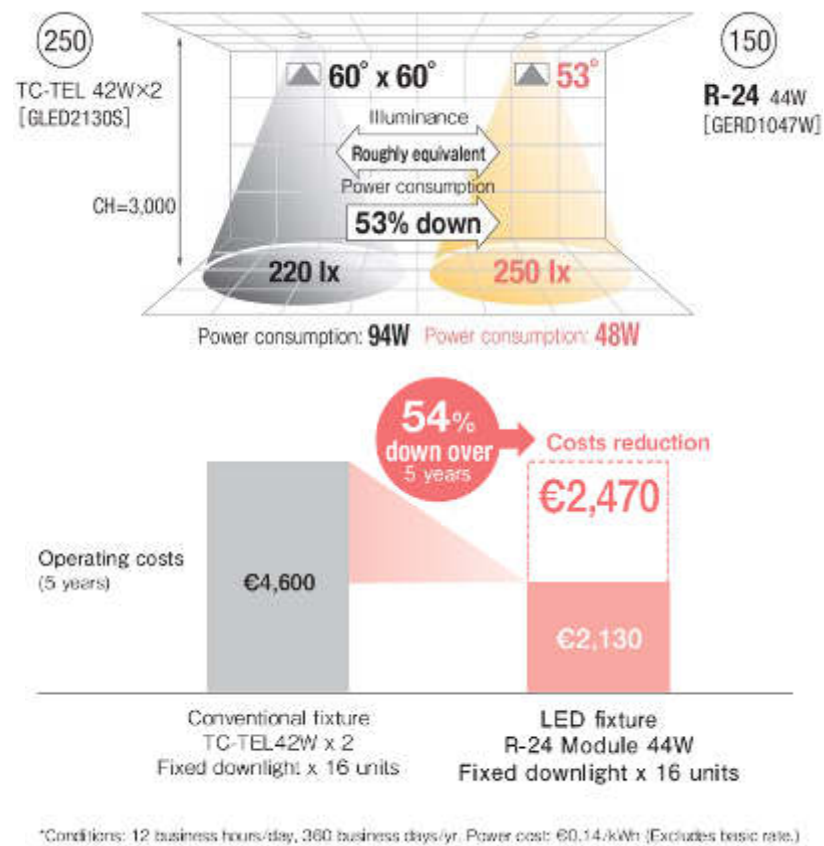 250
TC-TEL 42W×2
[GLED2130S]
CH=3,000
60° x 60°
53°
150
R-24 44W
[GERD1047W]
Illuminance
Roughly equivalent
Power consumption
53% down
220 lx
250 lx
Power consumption: 94W
Power consumption: 48W
54%
down over
5 years
Costs reduction
€2,470
Operating costs
(5 years)
€4,600
€2,130
Conventional fixture
TC-TEL42W x 2
Fixed downlight x 16 units
LED fixture
R-24 Module 44W
Fixed downlight x 16 units
*Conditions: 12 business hours/day, 360 business days/yr. Power cost: €0.14/kWh (Excludes basic rate.)